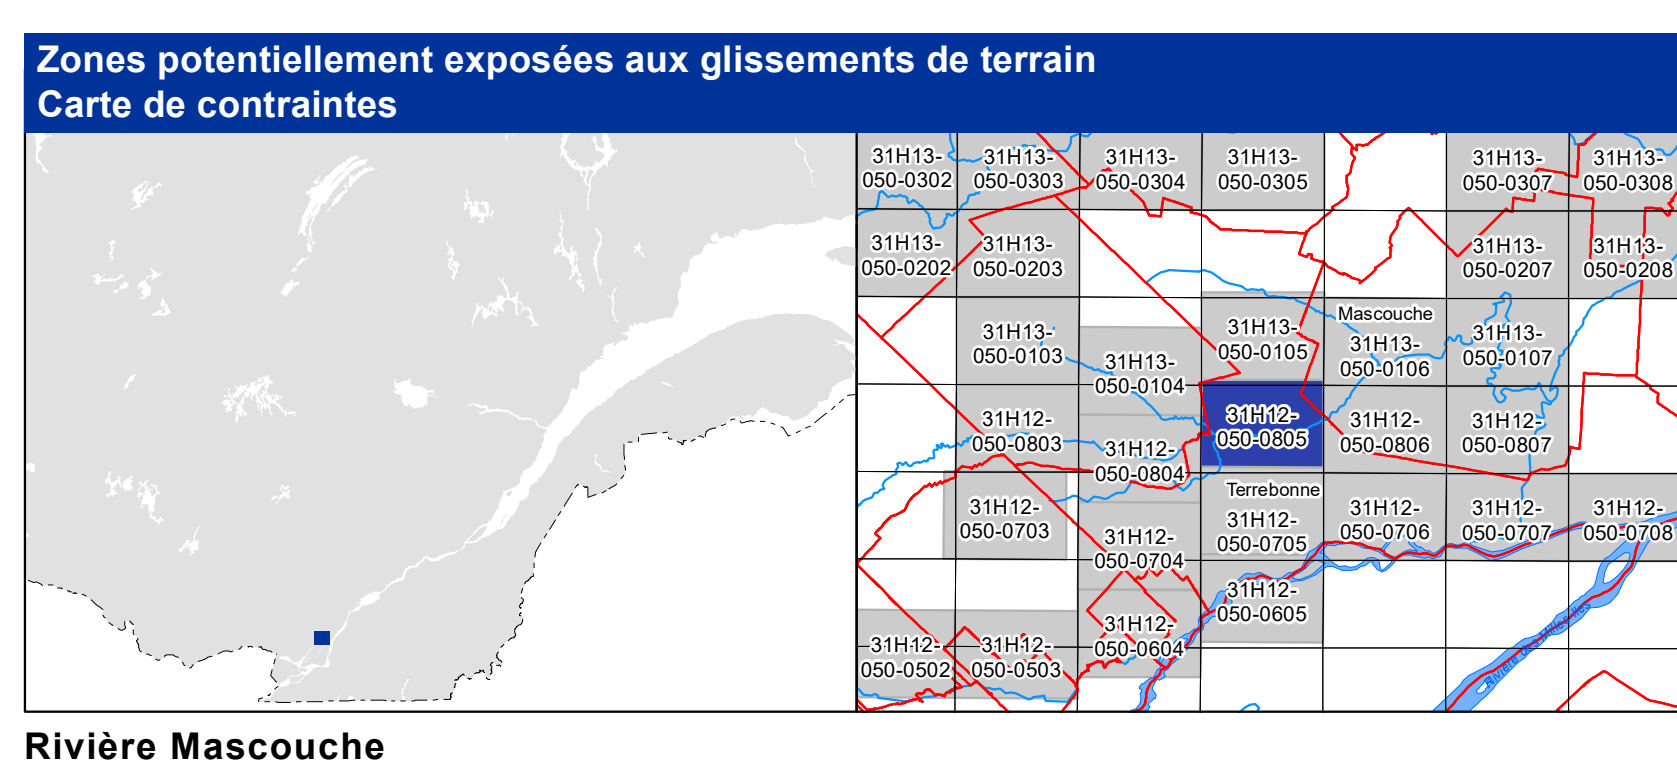 Zones potentiellement exposées aux glissements de terrain
Carte de contraintes
31H13-
050-0302
31H13-
050-0303
31H13-
050-0304
31H13-
050-0305
31H13-
050-0307
31H13-
050-0308
31H13-
050-0202
31H13-
050-0203
31H13-
050-0207
31H13-
050-0208
31H13-
050-0103
31H13-
050-0104
31H13-
050-0105
Mascouche
31H13-
050-0106
31H13-
050-0107
31H12-
050-0803
31H12-
050-0804
31H12-
050-0805
31H12-
050-0806
31H12-
050-0807
31H12-
050-0703
31H12-
050-0704
Terrebonne
31H12-
050-0705
31H12-
050-0706
31H12-
050-0707
31H12-
050-0708
31H12-
050-0605
31H12-
050-0604
31H12-
050-0502
31H12-
050-0503
Rivière des Mille Îles
Rivière Mascouche